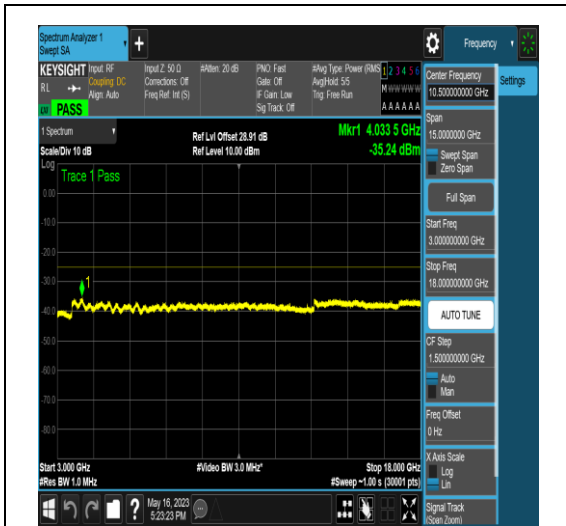 Spectrum Analyzer 1
Swept SA
+
Frequency
KEYSIGHT
Input: RF
Coupling: DC
Align: Auto
Input Z: 50 Ω
Corrections: Off
Freq Ref: Int (S)
#Atten: 20 dB
PNO: Fast
Gate: Off
IF Gain: Low
Sig Track: Off
#Avg Type: Power (RMS
Avg|Hold: 5/5
Trig: Free Run
1 2 3 4 5 6
M W W W W W
A A A A A A
RL
PASS
1 Spectrum
Scale/Div 10 dB
Ref Lvl Offset 28.91 dB
Ref Level 10.00 dBm
Mkr1 4.033 5 GHz
-35.24 dBm
Log
Trace 1 Pass
0.00
-10.0
-20.0
-30.0
-40.0
-50.0
-60.0
-70.0
-80.0
1
Start 3.000 GHz
#Res BW 1.0 MHz
#Video BW 3.0 MHz*
Stop 18.000 GHz
#Sweep ~1.00 s (30001 pts)
Center Frequency
10.500000000 GHz
Settings
Span
15.0000000 GHz
Swept Span
Zero Span
Full Span
Start Freq
3.000000000 GHz
Stop Freq
18.000000000 GHz
AUTO TUNE
CF Step
1.500000000 GHz
Auto
Man
Freq Offset
0 Hz
X Axis Scale
Log
Lin
Signal Track
(Span Zoom)
?
May 16, 2023
5:23:23 PM